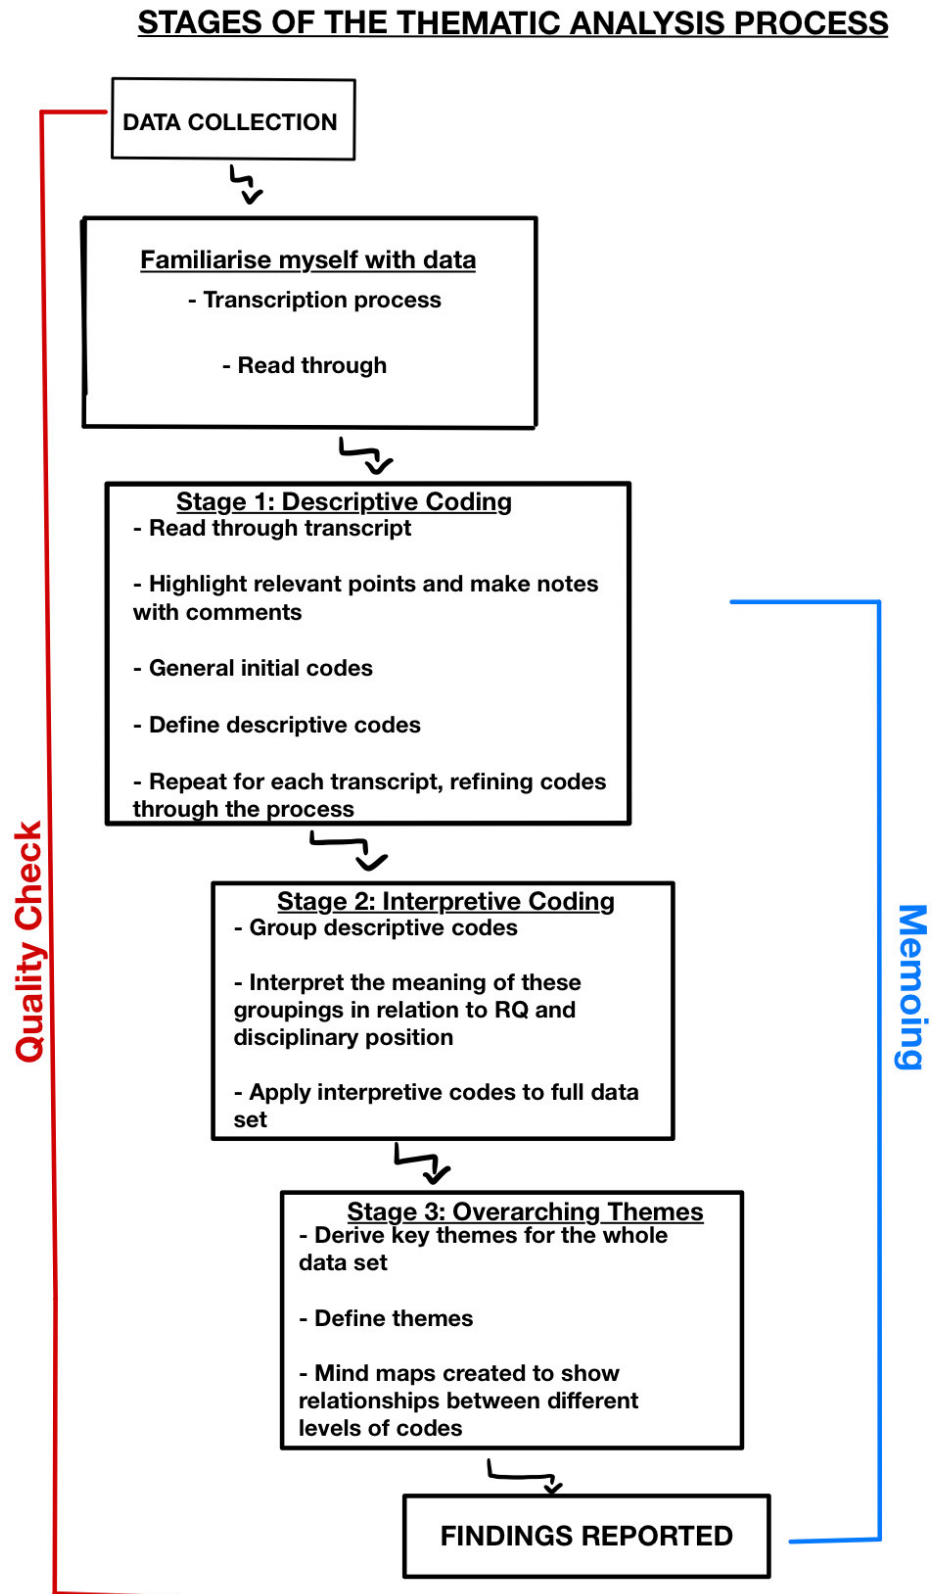 STAGES OF THE THEMATIC ANALYSIS PROCESS
DATA COLLECTION
Familiarise myself with data
- Transcription process
- Read through
Stage 1: Descriptive Coding
- Read through transcript
- Highlight relevant points and make notes
with comments
- General initial codes
- Define descriptive codes
- Repeat for each transcript, refining codes
through the process
Stage 2: Interpretive Coding
- Group descriptive codes
- Interpret the meaning of these
groupings in relation to RQ and
disciplinary position
- Apply interpretive codes to full data
set
Stage 3: Overarching Themes
- Derive key themes for the whole
data set
- Define themes
- Mind maps created to show
relationships between different
levels of codes
FINDINGS REPORTED
Quality Check
Memoing